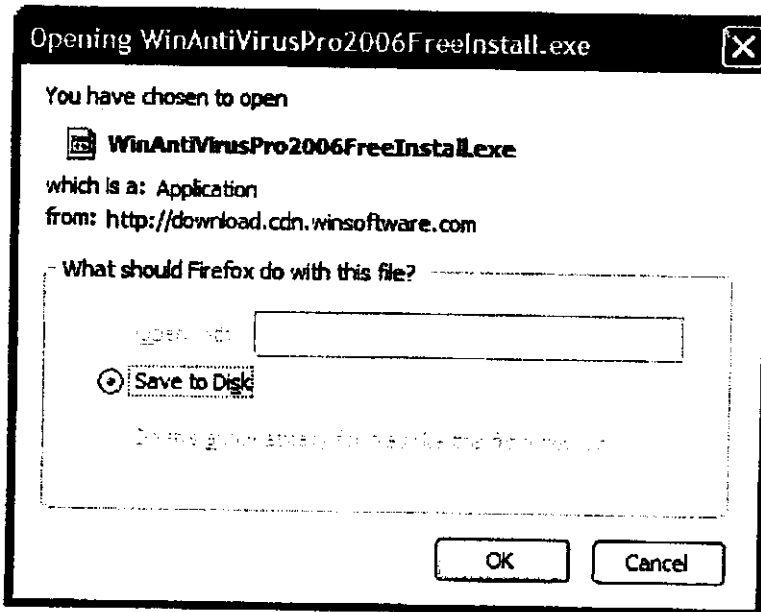 Opening WinAntiVirusPro2006FreeInstall.exe
You have chosen to open
WinAntiVirusPro2006FreeInstall.exe
which is a: Application
from: http://download.cdn.winsoftware.com
What should Firefox do with this file?
Save to Disk
OK
Cancel